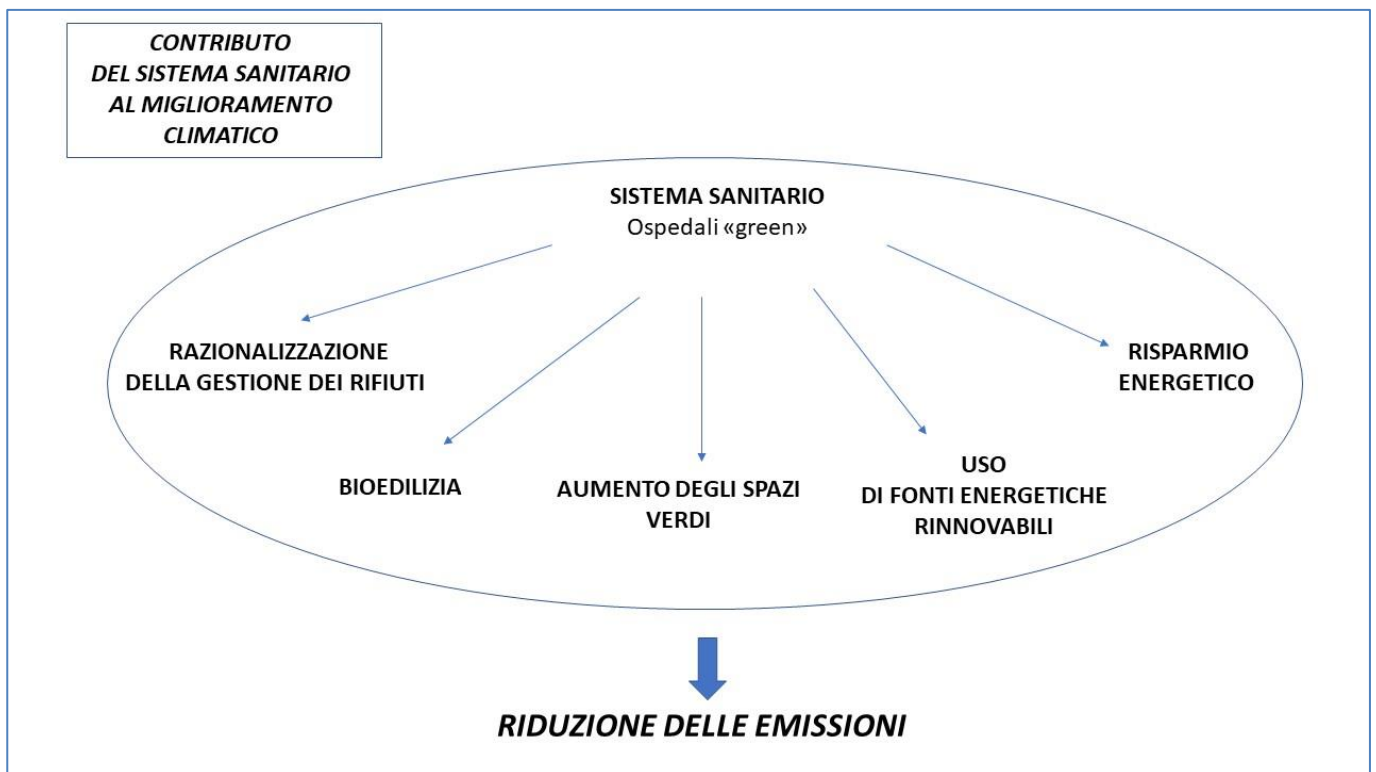 CONTRIBUTO
DEL SISTEMA SANITARIO
AL MIGLIORAMENTO
CLIMATICO
SISTEMA SANITARIO
Ospedali «green»
RAZIONALIZZAZIONE
DELLA GESTIONE DEI RIFIUTI
RISPARMIO
ENERGETICO
BIOEDILIZIA
AUMENTO DEGLI SPAZI
VERDI
USO
DI FONTI ENERGETICHE
RINNOVABILI
RIDUZIONE DELLE EMISSIONI